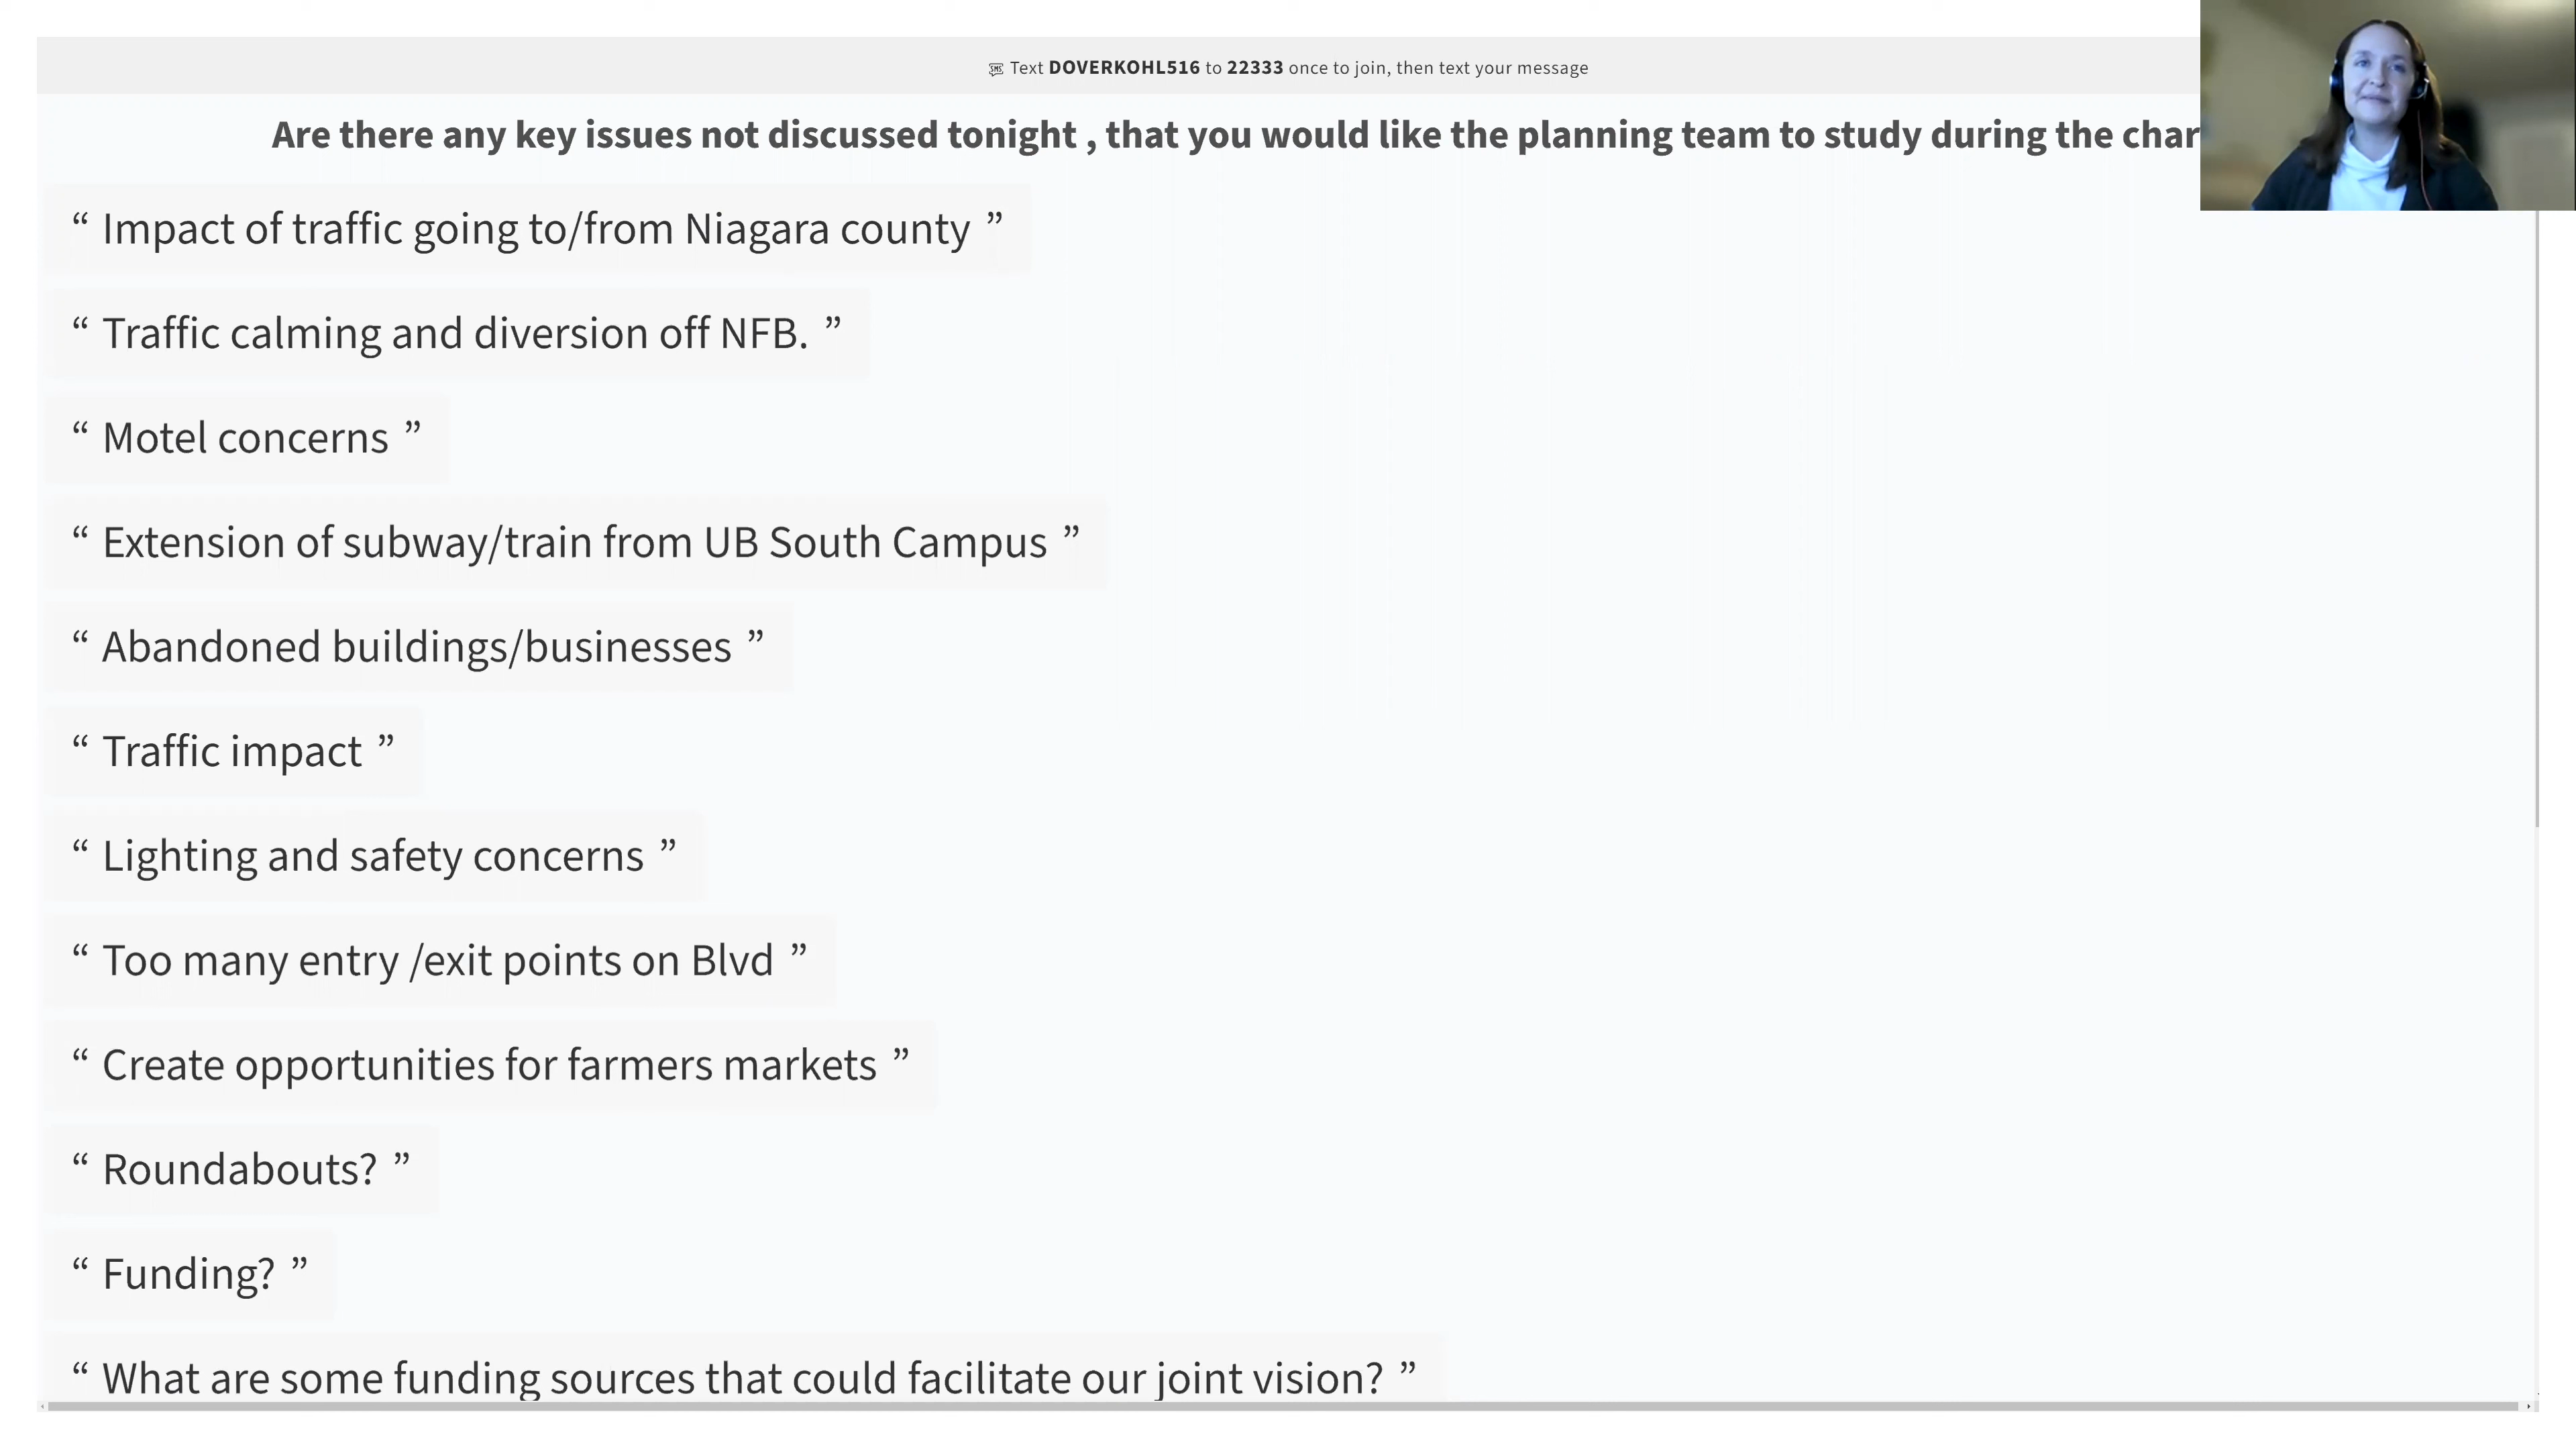 Text DOVERKOHL516 to 22333 once to join, then text your message
Are there any key issues not discussed tonight , that you would like the planning team to study during the
“ Impact of traffic going to/from Niagara county ”
“ Traffic calming and diversion off NFB. ”
“ Motel concerns ”
“ Extension of subway/train from UB South Campus ”
“ Abandoned buildings/businesses ”
“ Traffic impact ”
“ Lighting and safety concerns ”
“ Too many entry /exit points on Blvd ”
“ Create opportunities for farmers markets ”
“ Roundabouts? ”
“ Funding? ”
“ What are some funding sources that could facilitate our joint vision? ”